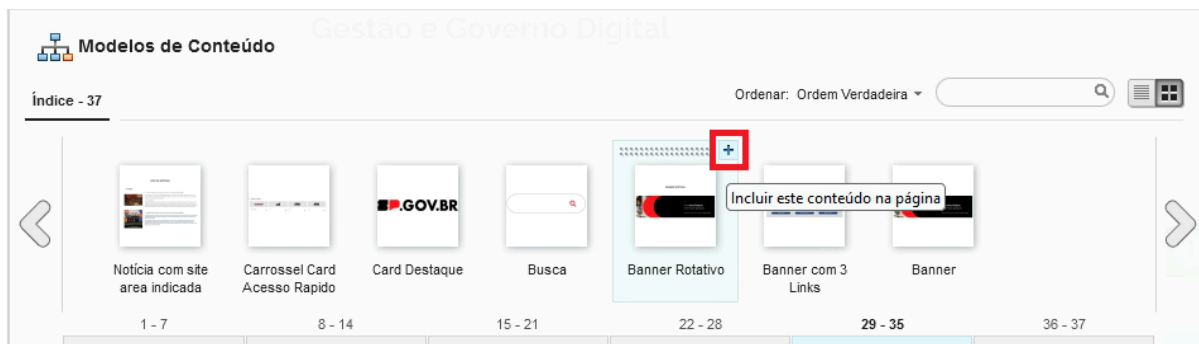 Gestão e Governo Digital
Modelos de Conteúdo
Índice - 37
Ordenar: Ordem Verdadeira
SP.GOV.BR
Incluir este conteúdo na página
Notícia com site
area indicada
Carrossel Card
Acesso Rapido
Card Destaque
Busca
Banner Rotativo
Banner com 3
Links
Banner
1 - 7
8 - 14
15 - 21
22 - 28
29 - 35
36 - 37